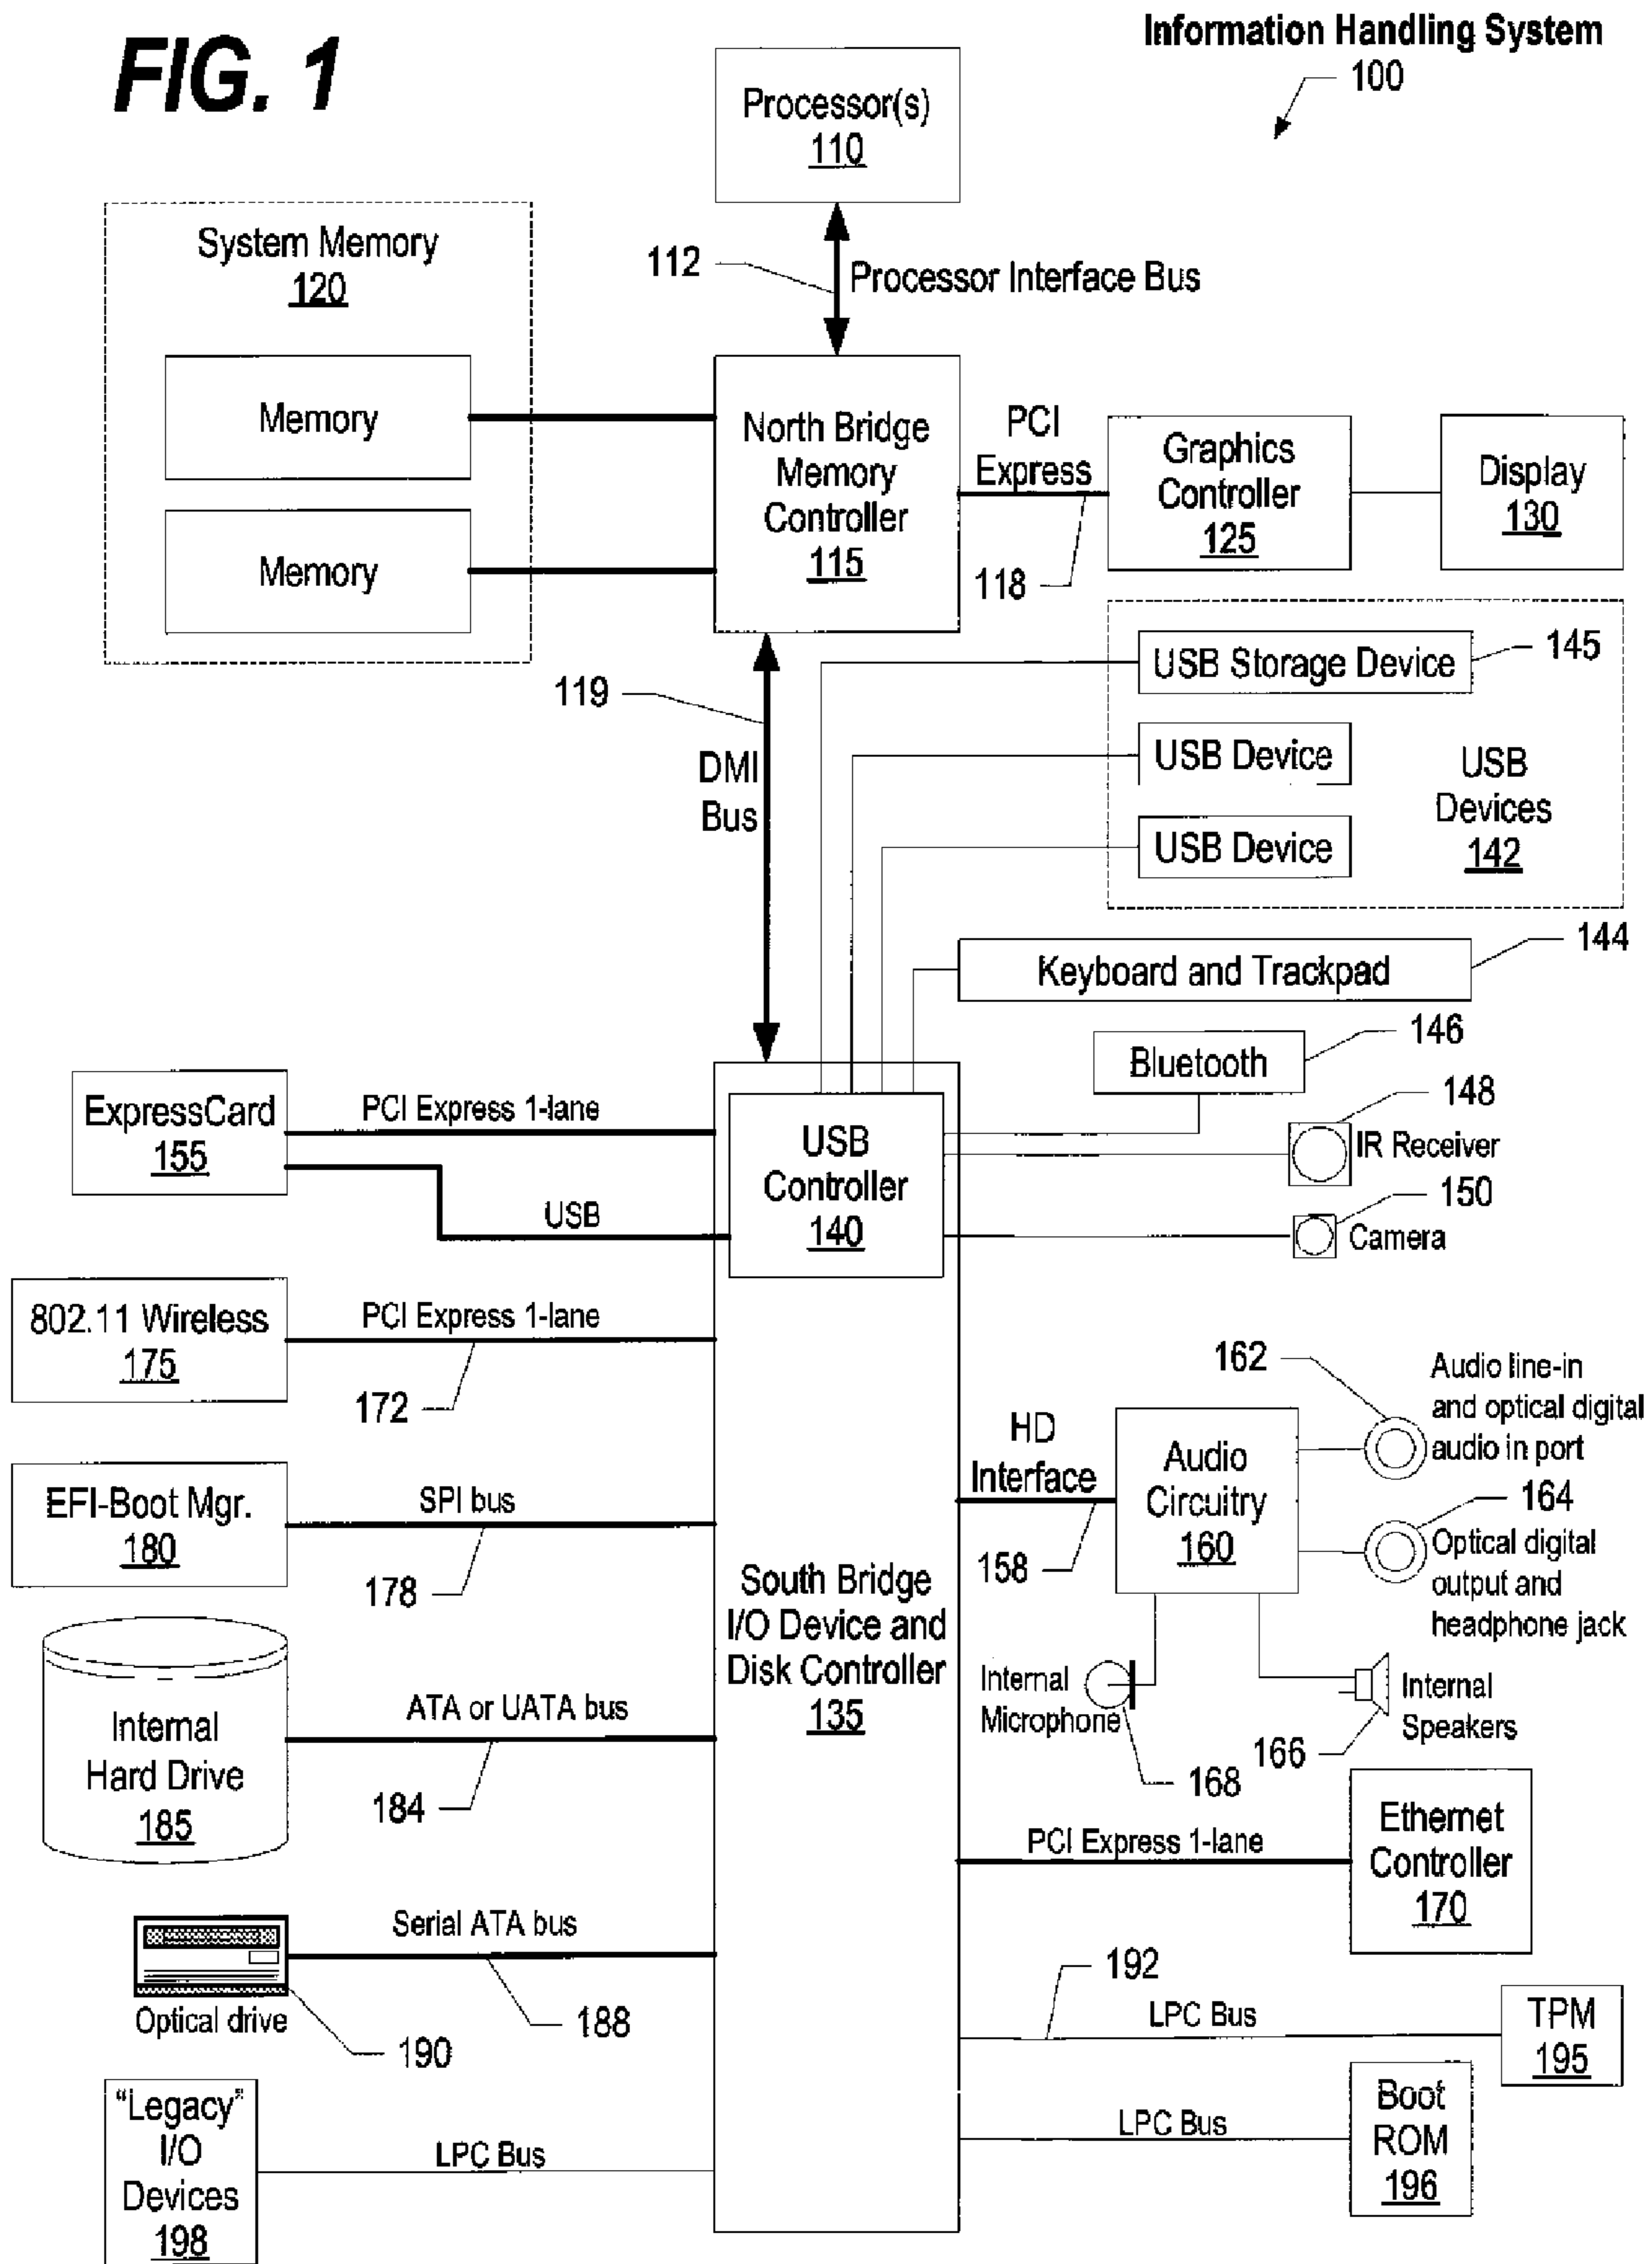 FIG. 1
Information Handling System
100
Processor(s)
110
System Memory
120
112
Processor Interface Bus
Memory
Memory
North Bridge
Memory
Controller
115
PCI
Express
118
Graphics
Controller
125
Display
130
119
DMI
Bus
USB Storage Device
145
USB Device
USB Device
USB
Devices
142
Keyboard and Trackpad
144
Bluetooth
146
148
IR Receiver
150
Camera
ExpressCard
155
PCI Express 1-lane
USB
USB
Controller
140
802.11 Wireless
175
PCI Express 1-lane
172
162
Audio line-in
and optical digital
audio in port
HD
Interface
158
Audio
Circuitry
160
164
Optical digital
output and
headphone jack
EFI-Boot Mgr.
180
SPI bus
178
South Bridge
I/O Device and
Disk Controller
135
Internal
Microphone
168
Internal
Speakers
166
Internal
Hard Drive
185
ATA or UATA bus
184
PCI Express 1-lane
Ethernet
Controller
170
Serial ATA bus
188
Optical drive
190
192
LPC Bus
TPM
195
LPC Bus
Boot
ROM
196
"Legacy"
I/O
Devices
198
LPC Bus